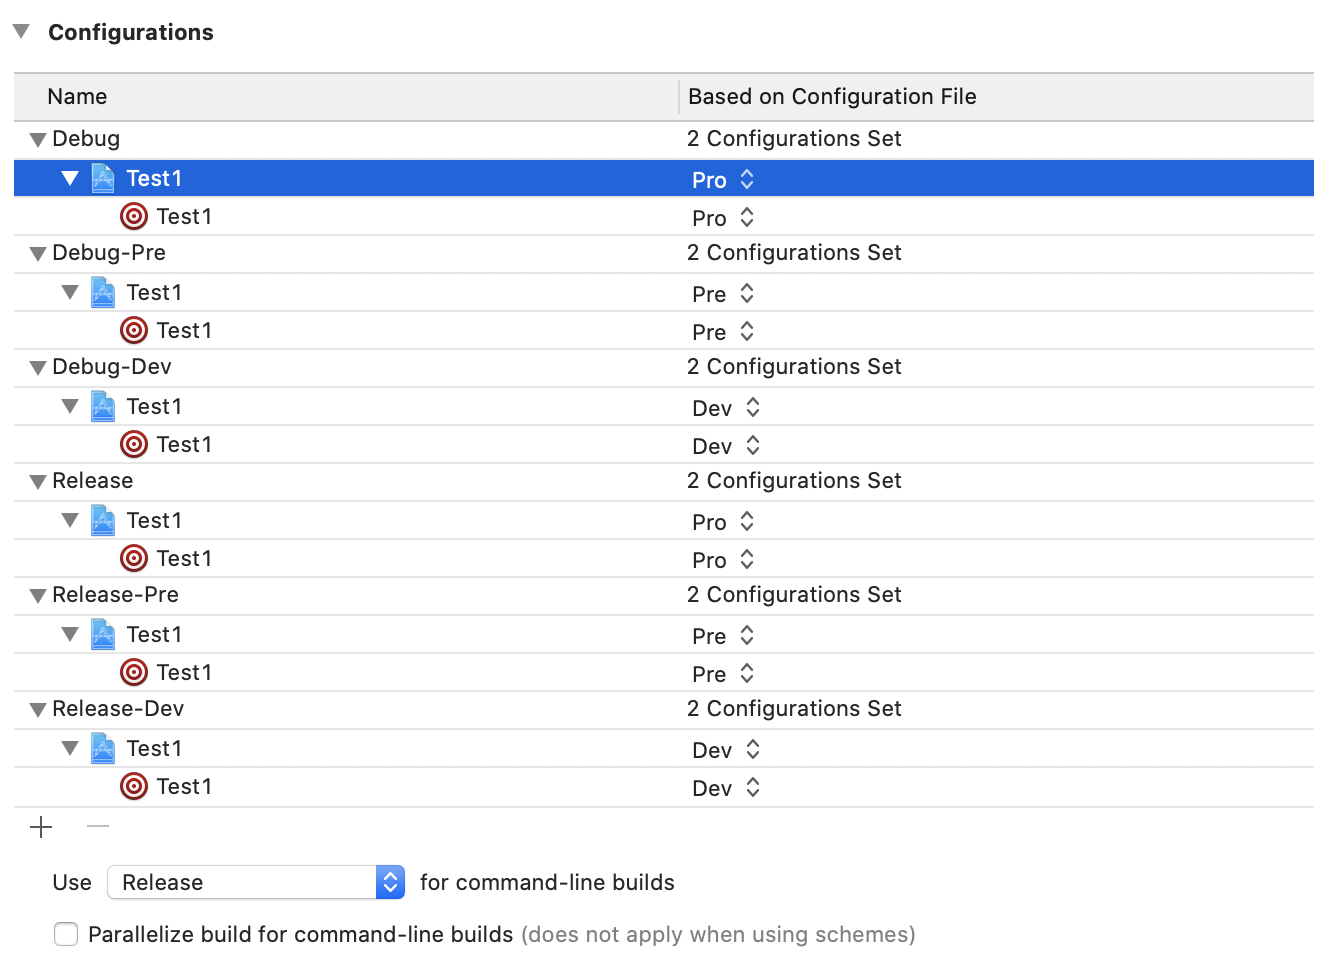 Configurations
Name Based on Configuration File
Debug 2 Configurations Set
Test1 Pro
Test1 Pro
Debug-Pre 2 Configurations Set
Test1 Pre
Test1 Pre
Debug-Dev 2 Configurations Set
Test1 Dev
Test1 Dev
Release 2 Configurations Set
Test1 Pro
Test1 Pro
Release-Pre 2 Configurations Set
Test1 Pre
Test1 Pre
Release-Dev 2 Configurations Set
Test1 Dev
Test1 Dev
Use Release for command-line builds
Parallelize build for command-line builds (does not apply when using schemes)